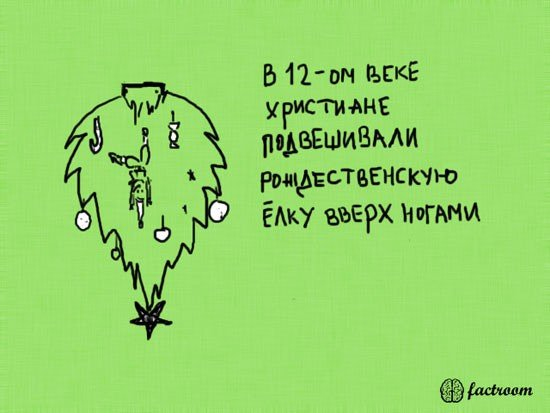 В 12-ОМ ВЕКЕ
ХРИСТИАНЕ
ПОДВЕШИВАЛИ
РОЖДЕСТВЕНСКУЮ
ЁЛКУ ВВЕРХ НОГАМИ
factroom